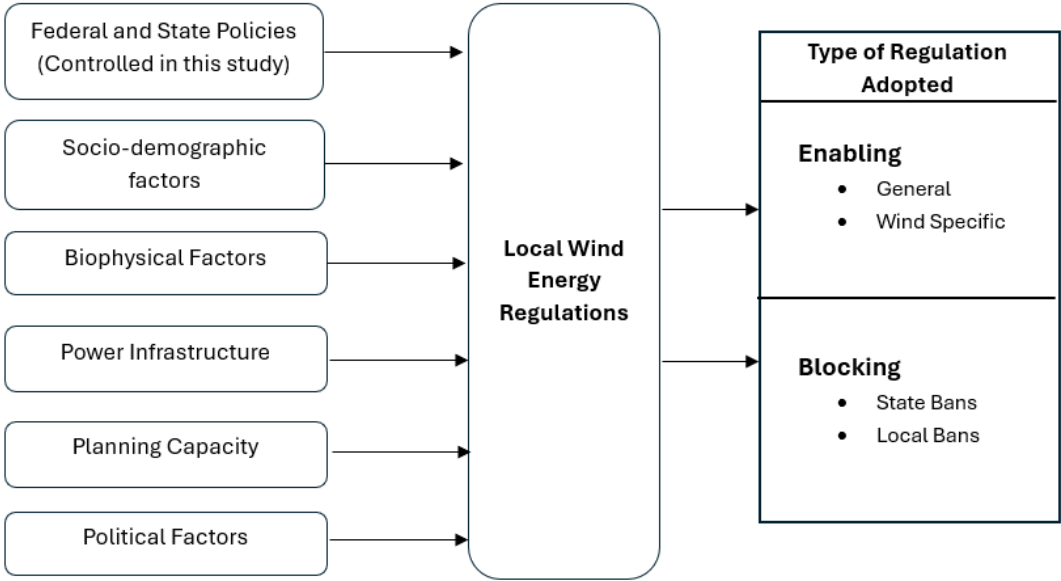 Federal and State Policies
(Controlled in this study)
Socio-demographic
factors
Biophysical Factors
Power Infrastructure
Planning Capacity
Political Factors
Local Wind
Energy
Regulations
Type of Regulation
Adopted
Enabling
• General
• Wind Specific
Blocking
• State Bans
• Local Bans